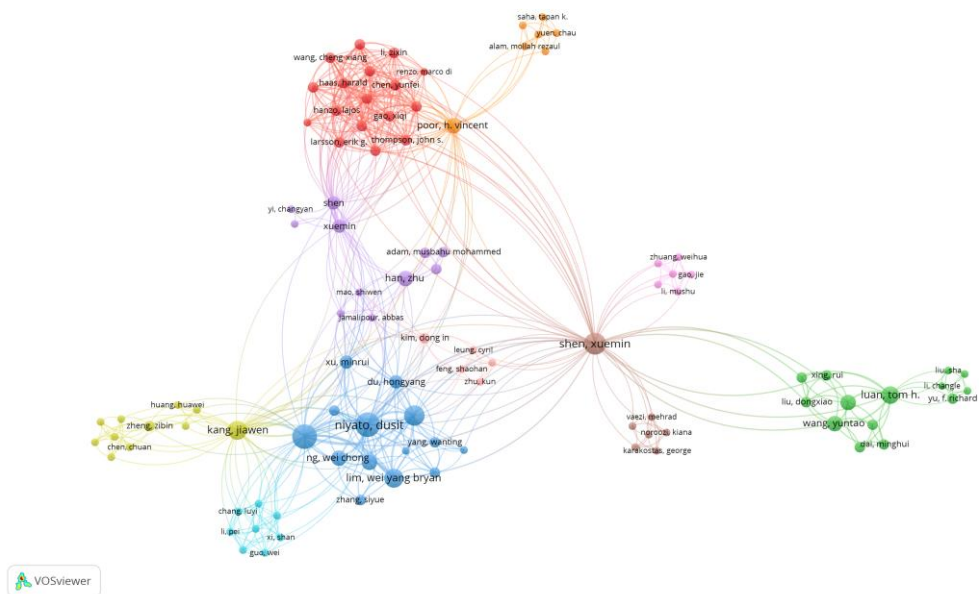 saha, tapan k.
yuen, chau
alam, mollah rezaul
wang, cheng-xiang
li, zixin
renzo, marco di
haas, harald
chen, yunfei
hanzo, lajos
gao, xiqi
poor, h. vincent
larsson, erik g.
thompson, john s.
shen
yi, changyan
xuemin
adam, musbahu mohammed
han, zhu
zhuang, weihua
gao, jie
li, mushu
mao, shiwen
jamalipour, abbas
kim, dong in
shen, xuemin
leung, cyril
xu, minrui
feng, shaohan
zhu, kun
du, hongyang
xing, rui
liu, sha
li, changle
luan, tom h.
yu, f. richard
liu, dongxiao
huang, huawei
zheng, zibin
kang, jiawen
niyato, dusit
vaezi, mehrad
wang, yuntao
noroozi, kiana
chen, chuan
yang, wanting
dai, minghui
karakostas, george
ng, wei chong
lim, wei yang bryan
zhang, siyue
chang, luyi
li, pei
xi, shan
guo, wei
VOSviewer